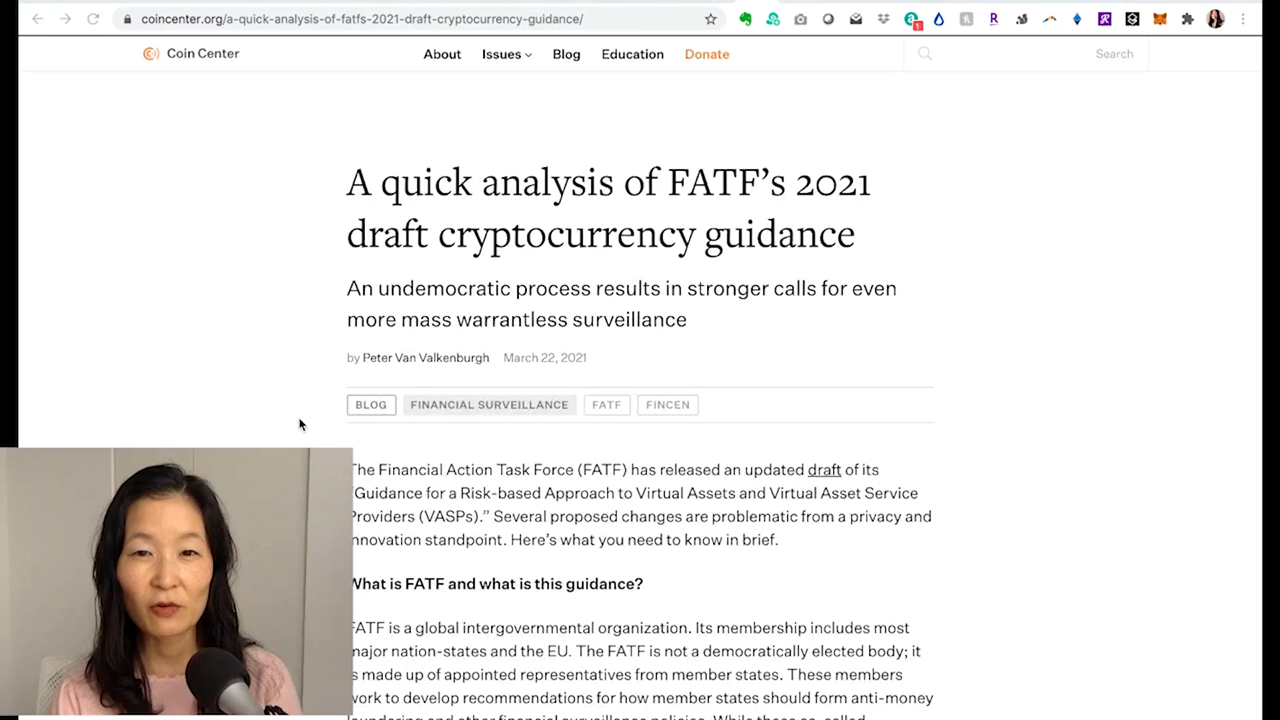 coincenter.org/a-quick-analysis-of-fatfs-2021-draft-cryptocurrency-guidance/
Coin Center
About Issues Blog Education Donate
Search
A quick analysis of FATF’s 2021
draft cryptocurrency guidance
An undemocratic process results in stronger calls for even
more mass warrantless surveillance
by Peter Van Valkenburgh March 22, 2021
BLOG FINANCIAL SURVEILLANCE FATF FINCEN
The Financial Action Task Force (FATF) has released an updated draft of its
“Guidance for a Risk-based Approach to Virtual Assets and Virtual Asset Service
Providers (VASPs).” Several proposed changes are problematic from a privacy and
innovation standpoint. Here’s what you need to know in brief.
What is FATF and what is this guidance?
FATF is a global intergovernmental organization. Its membership includes most
major nation-states and the EU. The FATF is not a democratically elected body; it
is made up of appointed representatives from member states. These members
work to develop recommendations for how member states should form anti-money